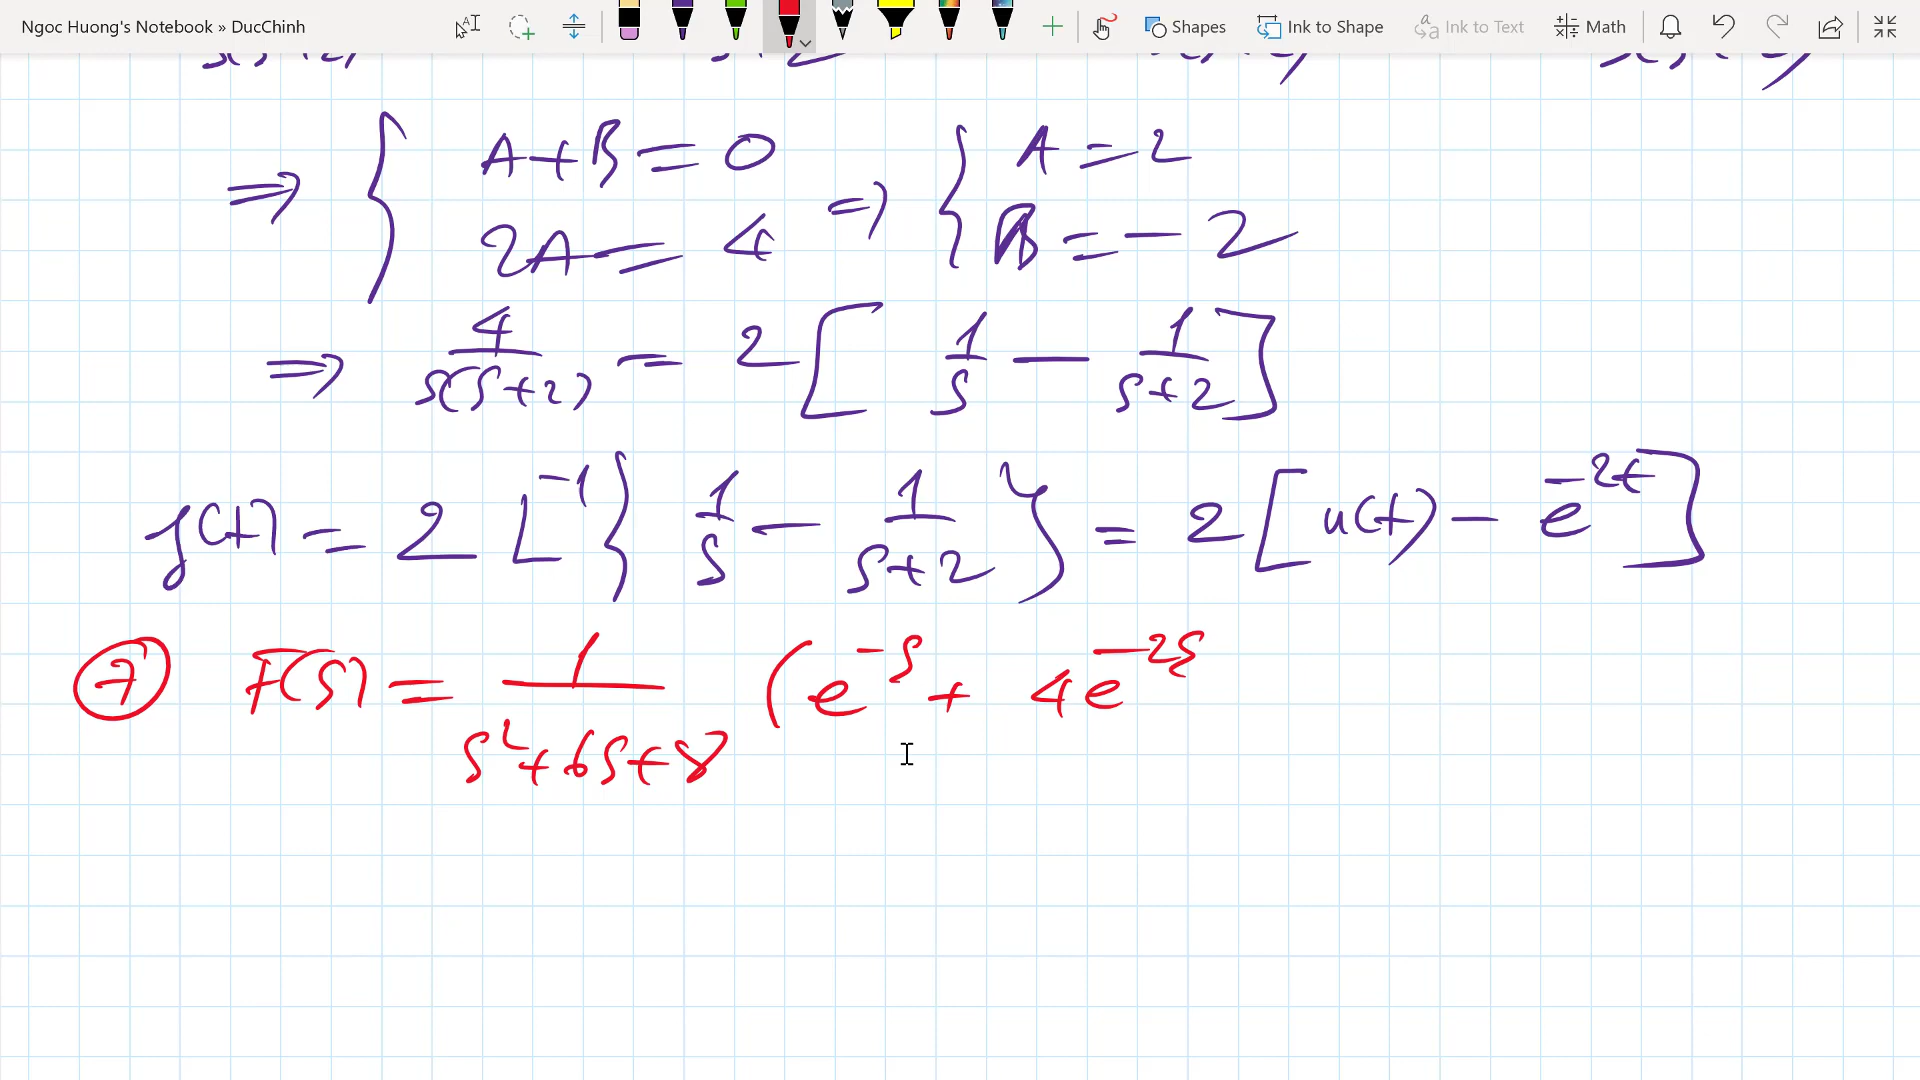 Ngoc Huong's Notebook » DucChinh Shapes Ink to Shape Ink to Text Math
⇒ { A+B = 0 ⇒ { A = 2
2A = 4 B = -2
⇒ 4/(s(s+2)) = 2[1/s - 1/(s+2)]
f(t) = 2 L⁻¹{1/s - 1/(s+2)} = 2[u(t) - e^(-2t)]
⑦ F(s) = 1/(s²+6s+8) (e^(-s) + 4e^(-2s)